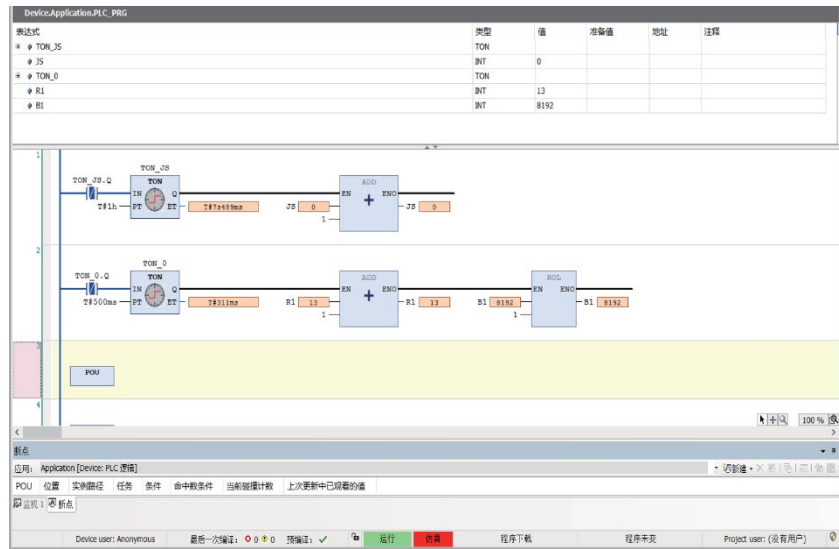 Device.Application.PLC_PRG
表达式 类型 值 准备值 地址 注释
TON_JS TON
JS INT 0
TON_0 TON
R1 INT 13
B1 INT 8192
1
TON_JS
TON_JS.Q TON ADD
IN Q EN ENO
T#1h PT ET T#7s489ms JS 0 + JS 0
1
2
TON_0
TON_0.Q TON ADD ROL
IN Q EN ENO EN ENO
T#500ms PT ET T#311ms R1 13 + R1 13 B1 8192 B1 8192
1 1
3
POU
4
100 %
断点
应用: Application [Device: PLC 逻辑] 新建
POU 位置 实例路径 任务 条件 命中数条件 当前碰撞计数 上次更新中已观看的值
监视 1 断点
Device user: Anonymous 最后一次编译: 0 0 预编译: ✓ 运行 仿真 程序下载 程序未变 Project user: (没有用户)